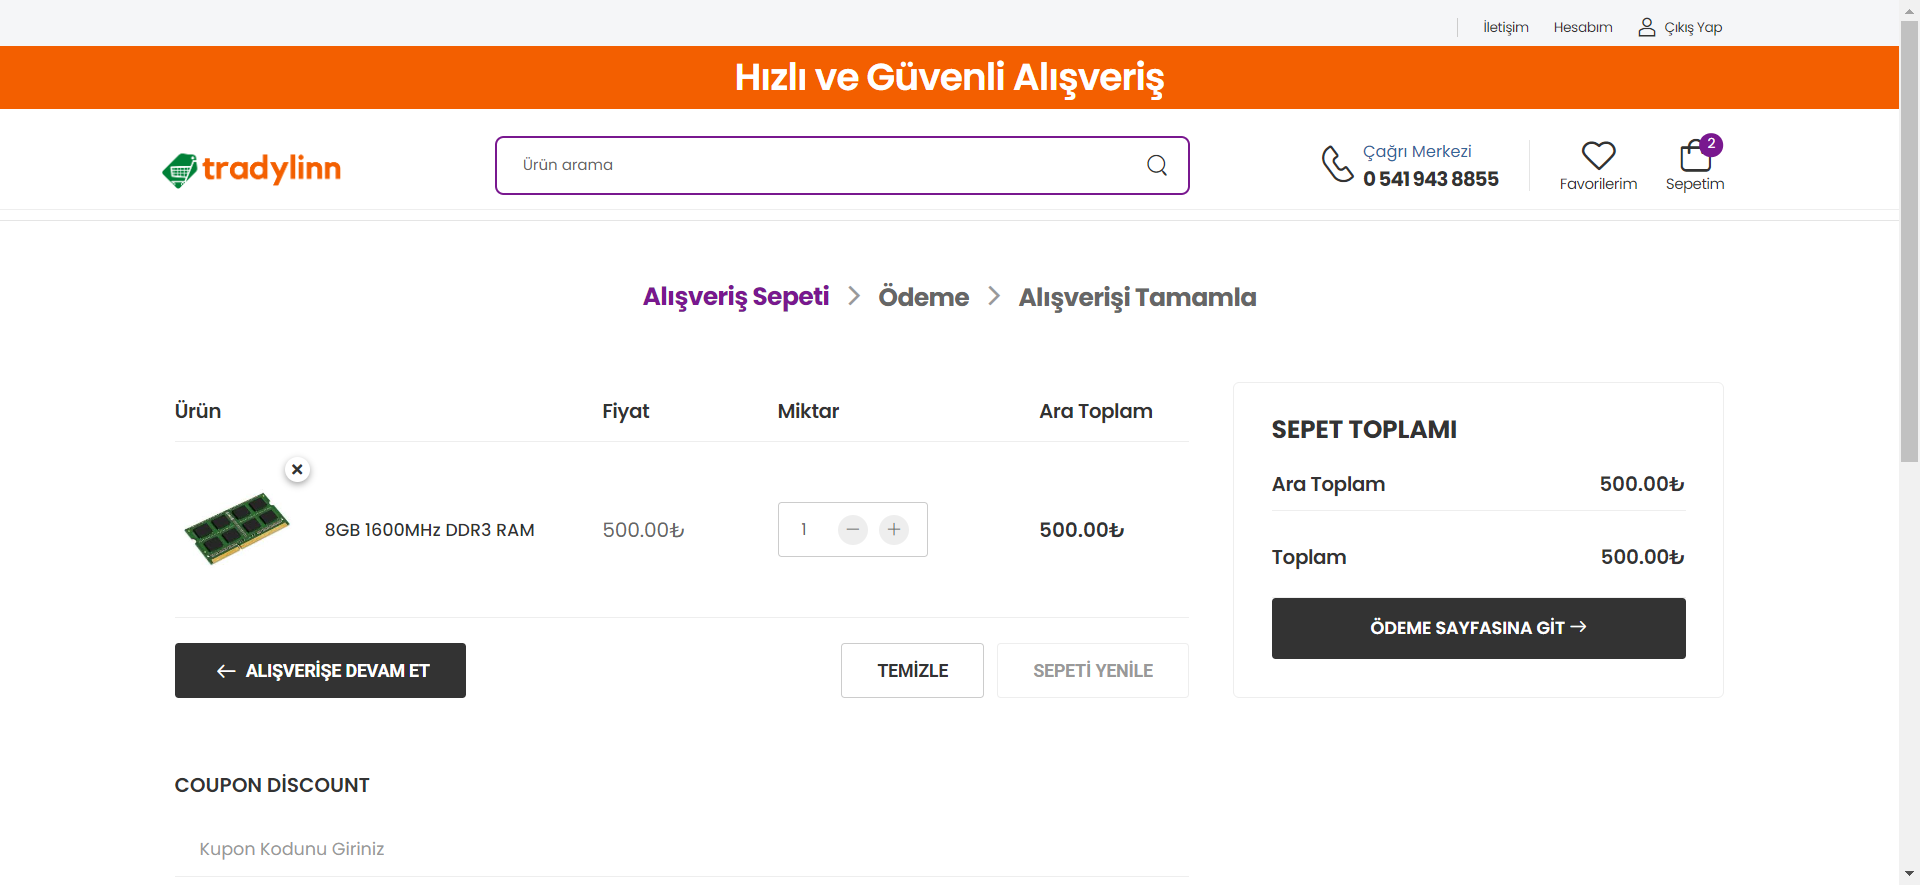 İletişim Hesabım Çıkış Yap
Hızlı ve Güvenli Alışveriş
tradylinn
Ürün arama
Çağrı Merkezi
0 541 943 8855
Favorilerim
2
Sepetim
Alışveriş Sepeti Ödeme Alışverişi Tamamla
Ürün Fiyat Miktar Ara Toplam
8GB 1600MHz DDR3 RAM 500.00₺ 1 500.00₺
ALIŞVERİŞE DEVAM ET TEMİZLE SEPETİ YENİLE
SEPET TOPLAMI
Ara Toplam 500.00₺
Toplam 500.00₺
ÖDEME SAYFASINA GİT
COUPON DİSCOUNT
Kupon Kodunu Giriniz